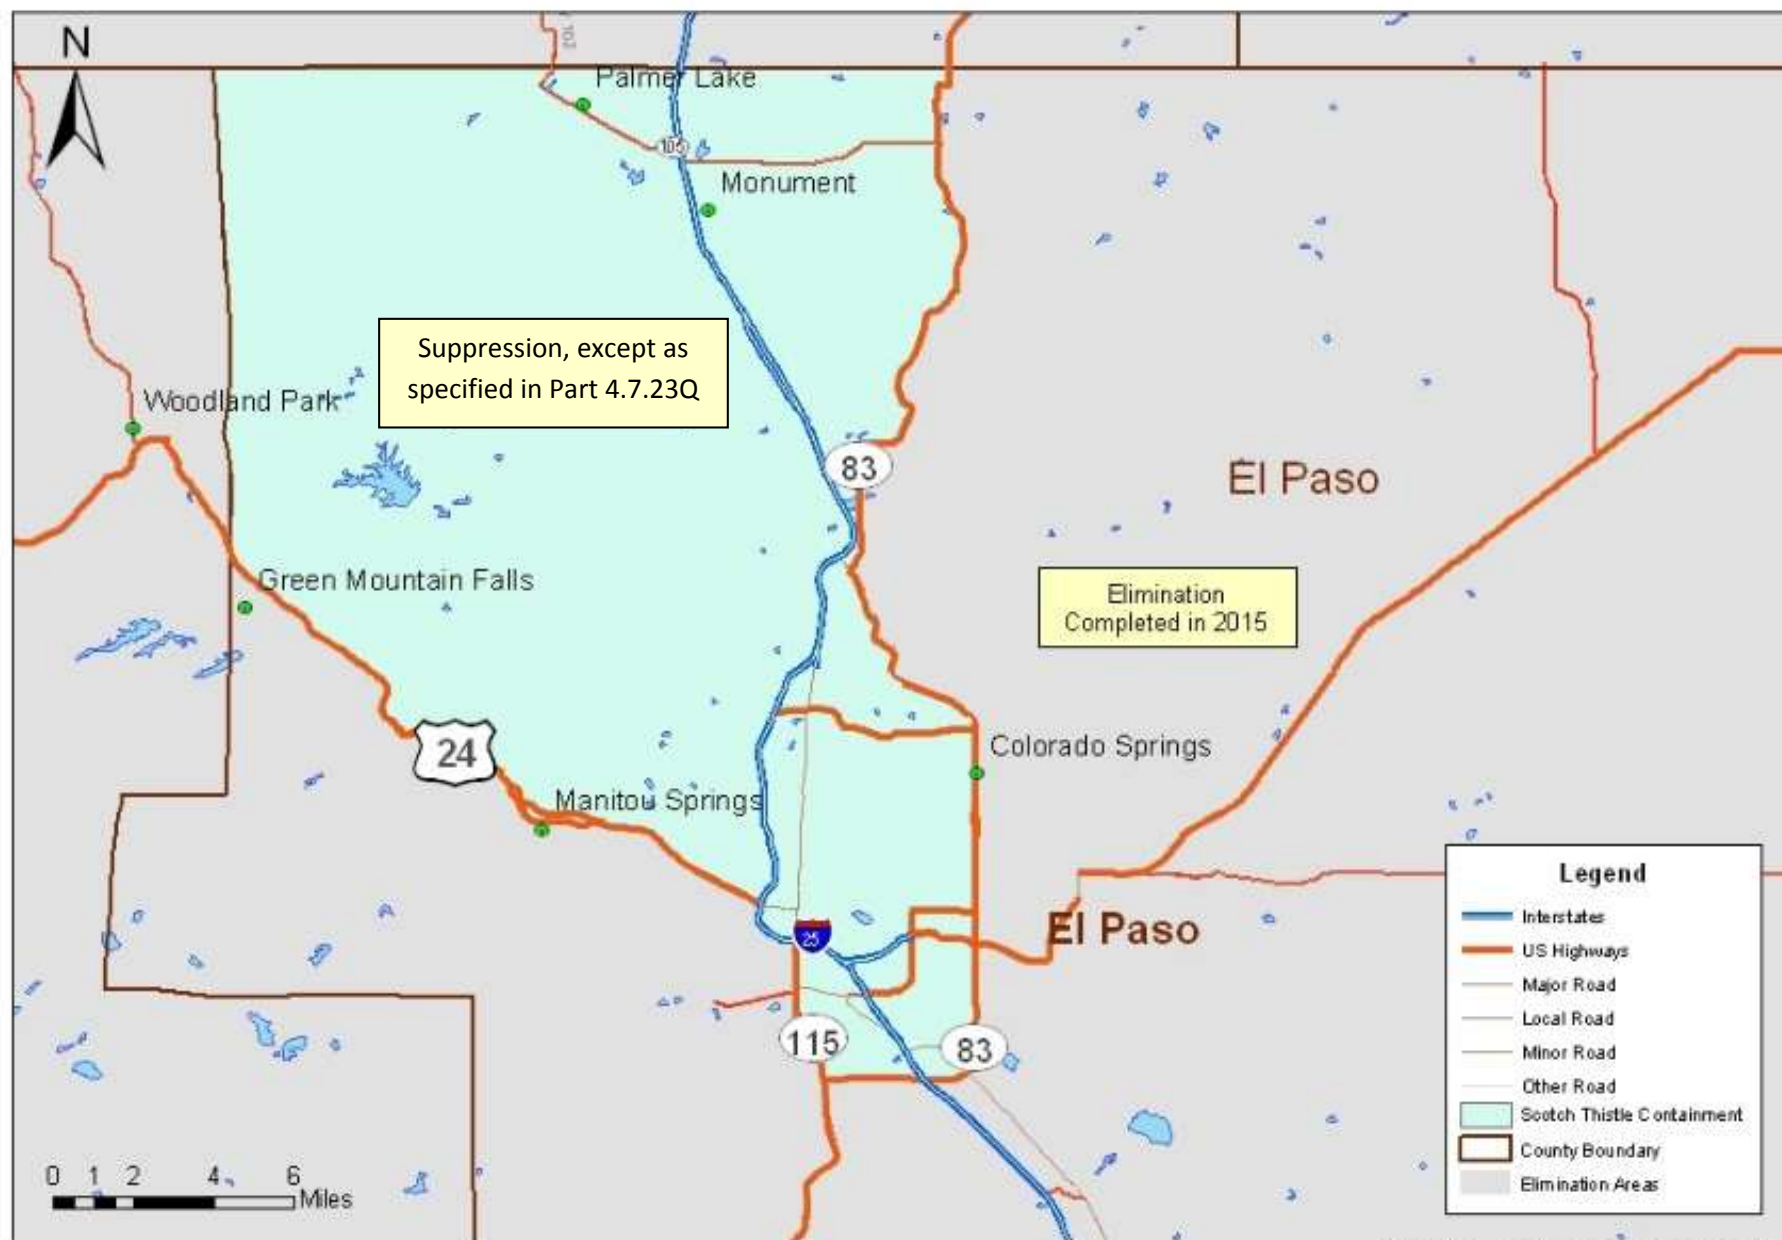 N
102
Palmer Lake
105
Monument
Suppression, except as
specified in Part 4.7.23Q
Woodland Park
83
El Paso
Green Mountain Falls
Elimination
Completed in 2015
24
Colorado Springs
Manitou Springs
25
El Paso
115
83
Legend
Interstates
US Highways
Major Road
Local Road
Minor Road
Other Road
Scotch Thistle Containment
County Boundary
Elimination Areas
0 1 2 4 6
Miles